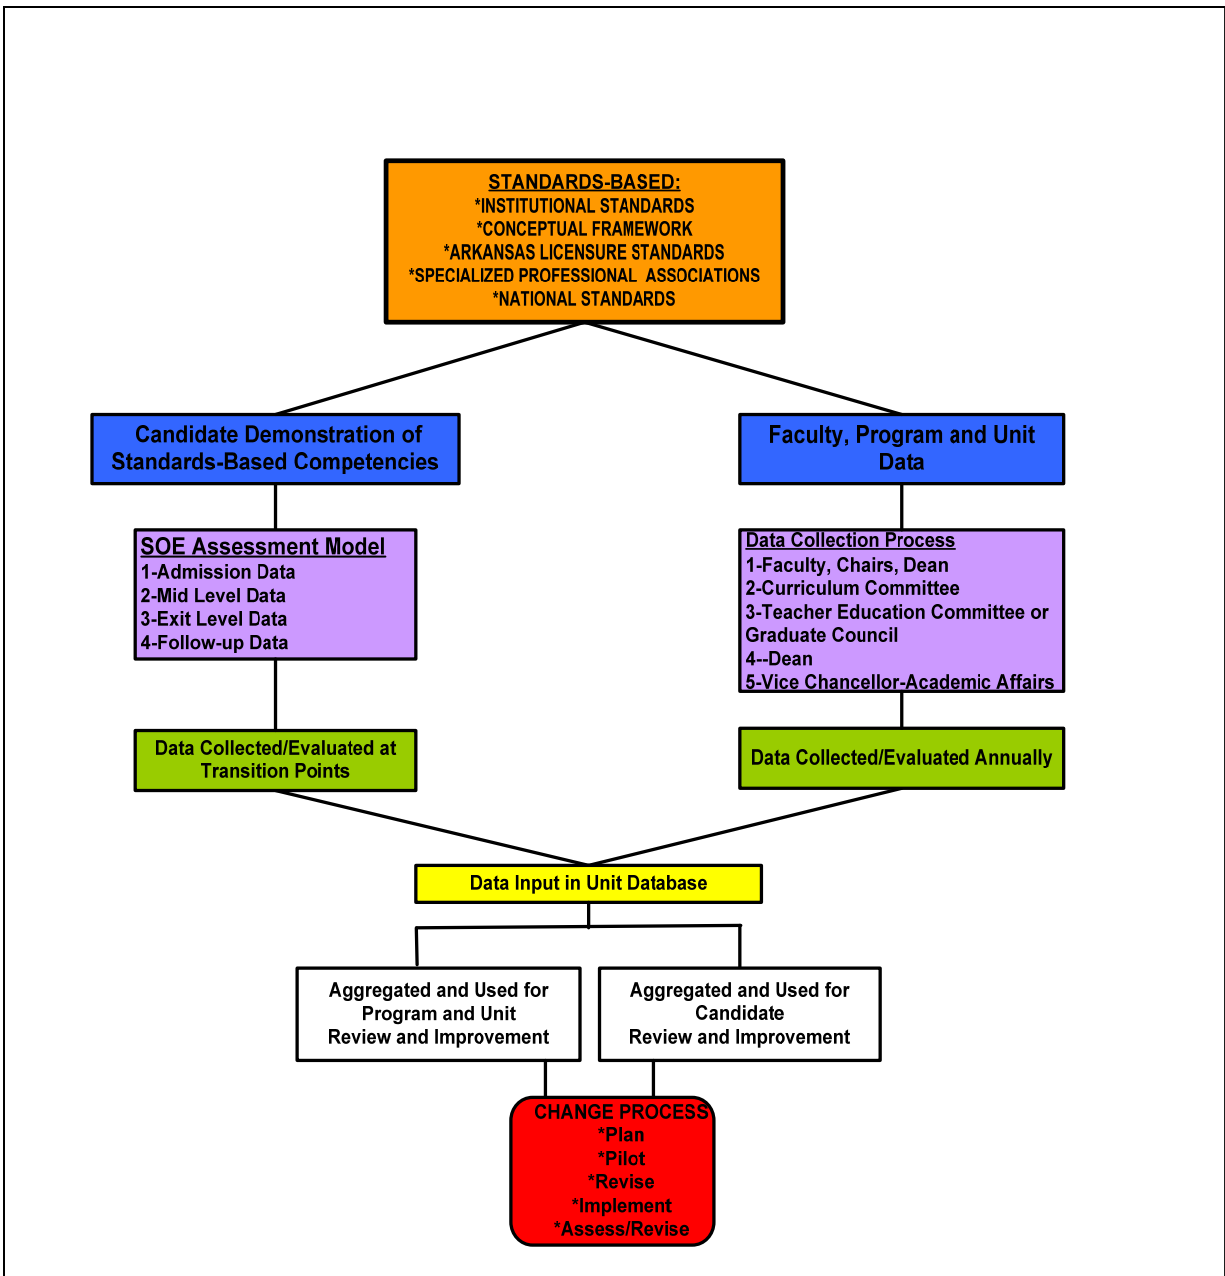 STANDARDS-BASED:
*INSTITUTIONAL STANDARDS
*CONCEPTUAL FRAMEWORK
*ARKANSAS LICENSURE STANDARDS
*SPECIALIZED PROFESSIONAL ASSOCIATIONS
*NATIONAL STANDARDS
Candidate Demonstration of
Standards-Based Competencies
Faculty, Program and Unit
Data
SOE Assessment Model
1-Admission Data
2-Mid Level Data
3-Exit Level Data
4-Follow-up Data
Data Collection Process
1-Faculty, Chairs, Dean
2-Curriculum Committee
3-Teacher Education Committee or
Graduate Council
4--Dean
5-Vice Chancellor-Academic Affairs
Data Collected/Evaluated at
Transition Points
Data Collected/Evaluated Annually
Data Input in Unit Database
Aggregated and Used for
Program and Unit
Review and Improvement
Aggregated and Used for
Candidate
Review and Improvement
CHANGE PROCESS
*Plan
*Pilot
*Revise
*Implement
*Assess/Revise